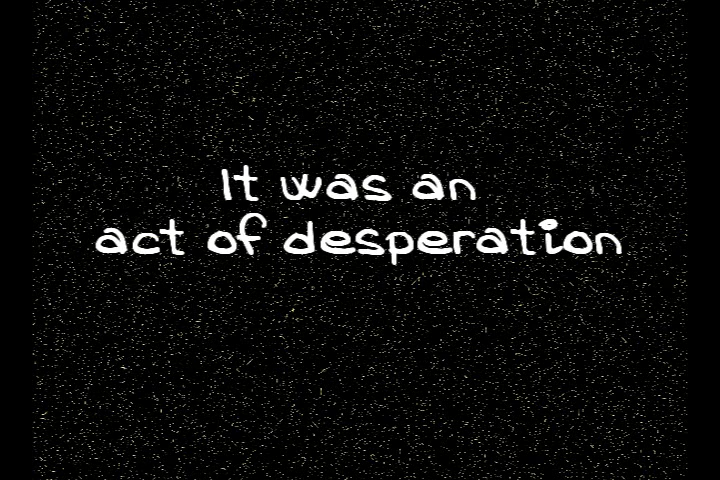 It was an
act of desperation